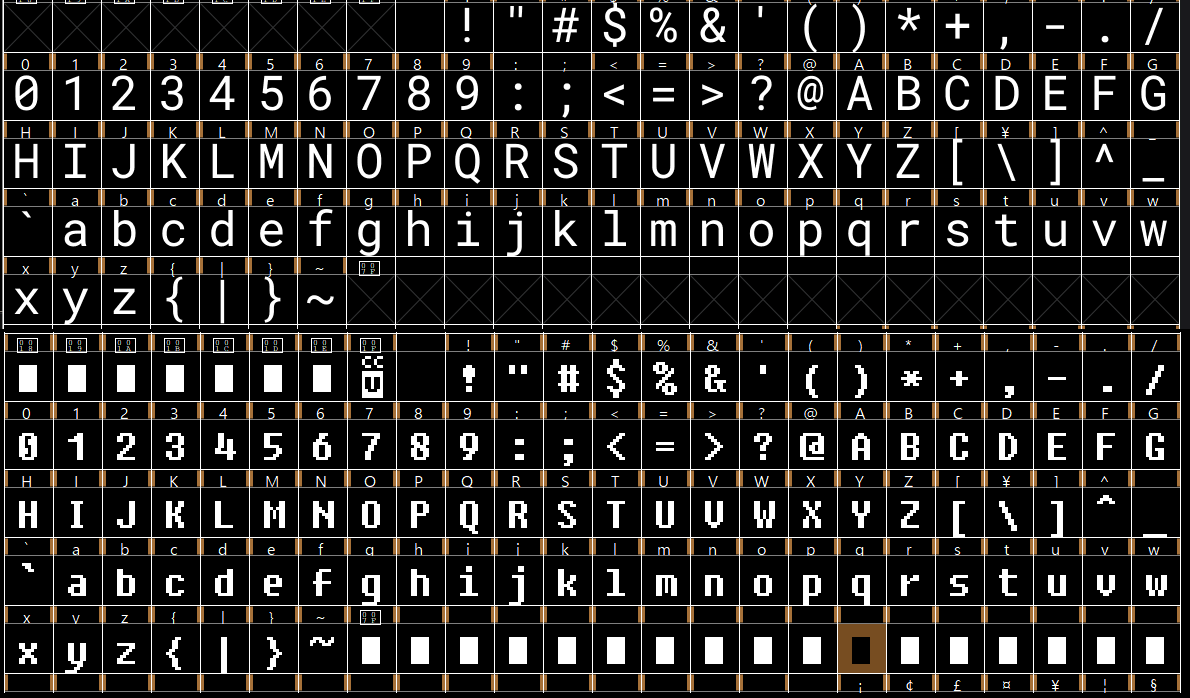 ! " # $ % & ' ( ) * + , - . /
0 1 2 3 4 5 6 7 8 9 : ; < = > ? @ A B C D E F G
0 1 2 3 4 5 6 7 8 9 : ; < = > ? @ A B C D E F G
H I J K L M N O P Q R S T U V W X Y Z [ ¥ ] ^ _
H I J K L M N O P Q R S T U V W X Y Z [ \ ] ^ _
` a b c d e f g h i j k l m n o p q r s t u v w
` a b c d e f g h i j k l m n o p q r s t u v w
x y z { | } ~
x y z { | } ~
! " # $ % & ' ( ) * + , - . /
! " # $ % & ' ( ) * + , - . /
0 1 2 3 4 5 6 7 8 9 : ; < = > ? @ A B C D E F G
0 1 2 3 4 5 6 7 8 9 : ; < = > ? @ A B C D E F G
H I J K L M N O P Q R S T U V W X Y Z [ ¥ ] ^
H I J K L M N O P Q R S T U V W X Y Z [ \ ] ^ _
` a b c d e f g h i j k l m n o p q r s t u v w
` a b c d e f g h i j k l m n o p q r s t u v w
x y z { | } ~
x y z { | } ~
¡ ¢ £ ¤ ¥ ¦ §